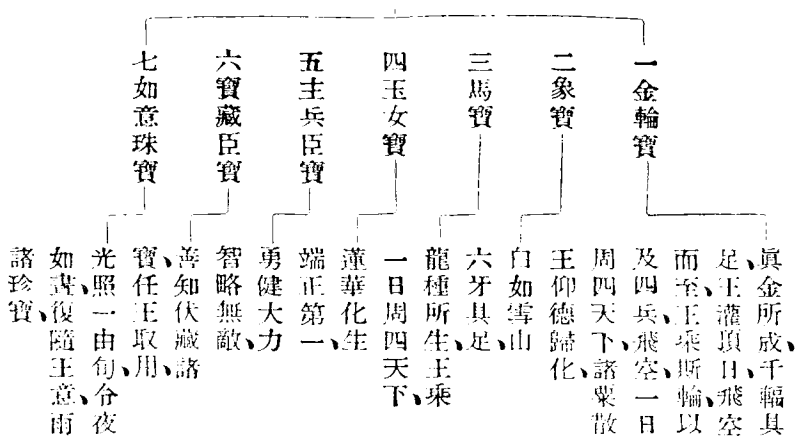 一金輪寶
二象寶
三馬寶
四玉女寶
五主兵臣寶
六寶藏臣寶
七如意珠寶
眞金所成、千輻具
足、王灌頂日、飛空
而至、王乘斯輪、以
及四兵、飛空一日
周四天下、諸粟散
王仰德歸化、
白如雪山
六牙具足、
龍種所生、王乘
一日周四天下、
蓮華化生
端正第一、
勇健大力
智略無敵、
善知伏藏諸
寶、任王取用、
光照一由旬、分夜
如晝、復隨王意、雨
諸珍寶、